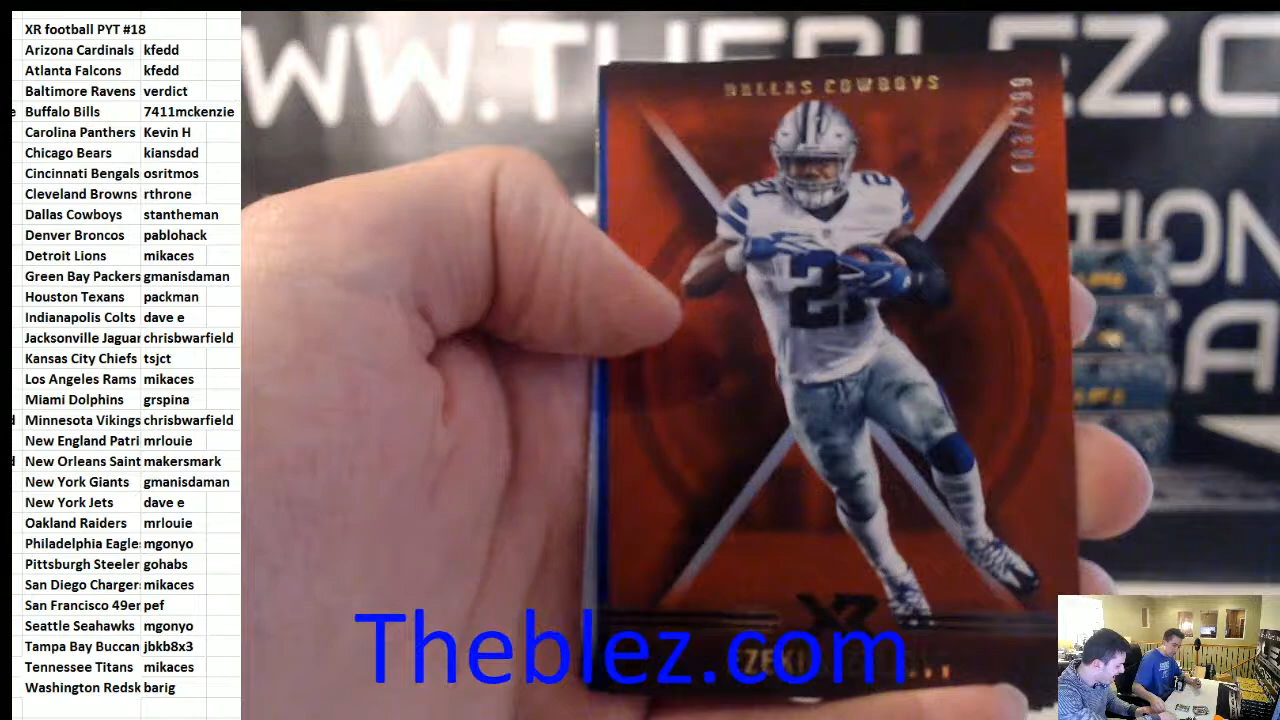 XR football PYT #18
Arizona Cardinals kfedd
Atlanta Falcons kfedd
Baltimore Ravens verdict
Buffalo Bills 7411mckenzie
Carolina Panthers Kevin H
Chicago Bears kiansdad
Cincinnati Bengals osritmos
Cleveland Browns rthrone
Dallas Cowboys stantheman
Denver Broncos pablohack
Detroit Lions mikaces
Green Bay Packers gmanisdaman
Houston Texans packman
Indianapolis Colts dave e
Jacksonville Jaguar chrisbwarfield
Kansas City Chiefs tsjct
Los Angeles Rams mikaces
Miami Dolphins grspina
Minnesota Vikings chrisbwarfield
New England Patri mrlouie
New Orleans Saint makersmark
New York Giants gmanisdaman
New York Jets dave e
Oakland Raiders mrlouie
Philadelphia Eagle mgonyo
Pittsburgh Steeler gohabs
San Diego Charger mikaces
San Francisco 49er pef
Seattle Seahawks mgonyo
Tampa Bay Buccan jbkb8x3
Tennessee Titans mikaces
Washington Redsk barig
WW.THEBLEZ.C
DALLAS COWBOYS
003/299
21
XR
Theblez.com